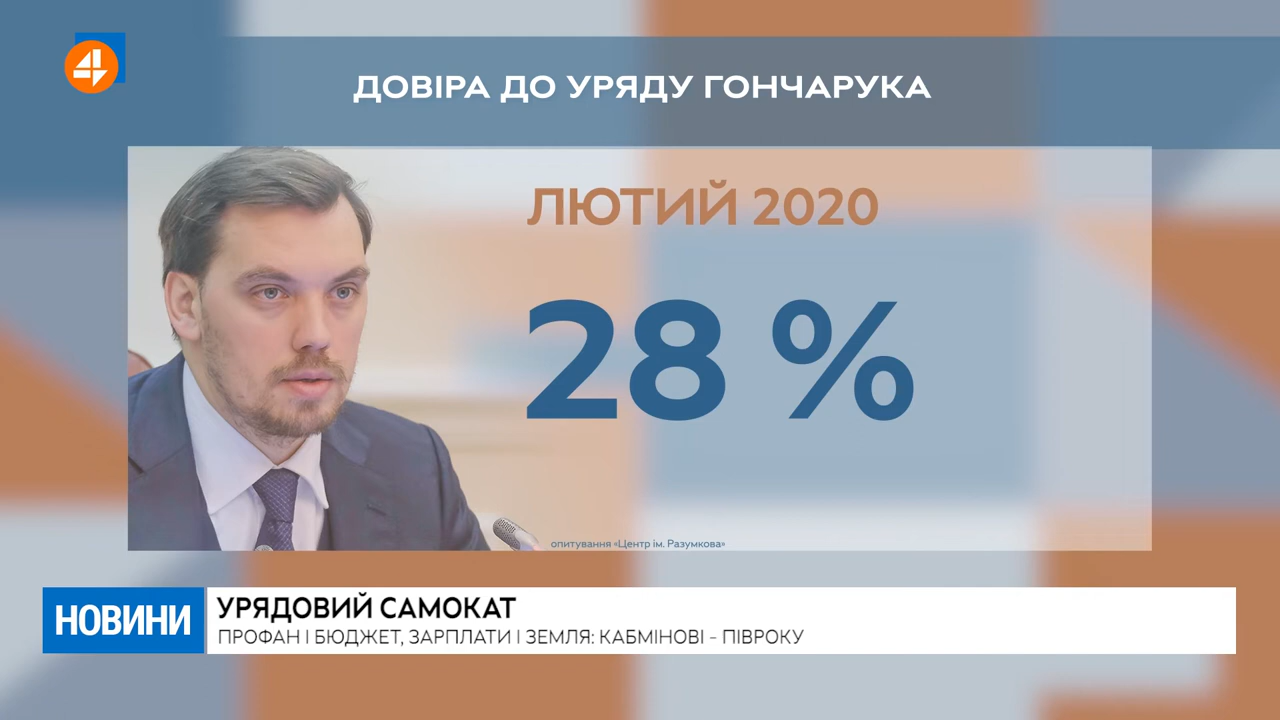 4
ДОВІРА ДО УРЯДУ ГОНЧАРУКА
ЛЮТИЙ 2020
28 %
опитування «Центр ім. Разумкова»
НОВИНИ
УРЯДОВИЙ САМОКАТ
ПРОФАН І БЮДЖЕТ, ЗАРПЛАТИ І ЗЕМЛЯ: КАБМІНОВІ - ПІВРОКУ